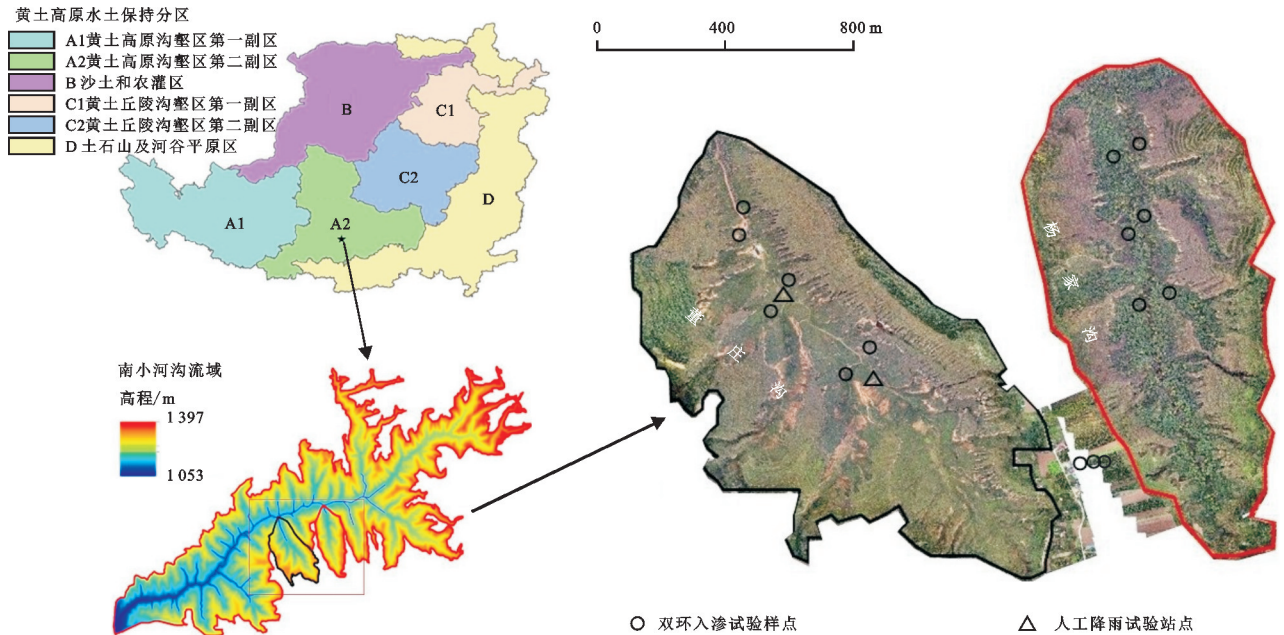 黄土高原水土保持分区
A1黄土高原沟壑区第一副区
A2黄土高原沟壑区第二副区
B沙土和农灌区
C1黄土丘陵沟壑区第一副区
C2黄土丘陵沟壑区第二副区
D土石山及河谷平原区
B
C1
C2
D
A1
A2
0 400 800 m
南小河沟流域
高程/m
1 397
1 053
董庄沟
杨家沟
双环入渗试验样点
人工降雨试验站点